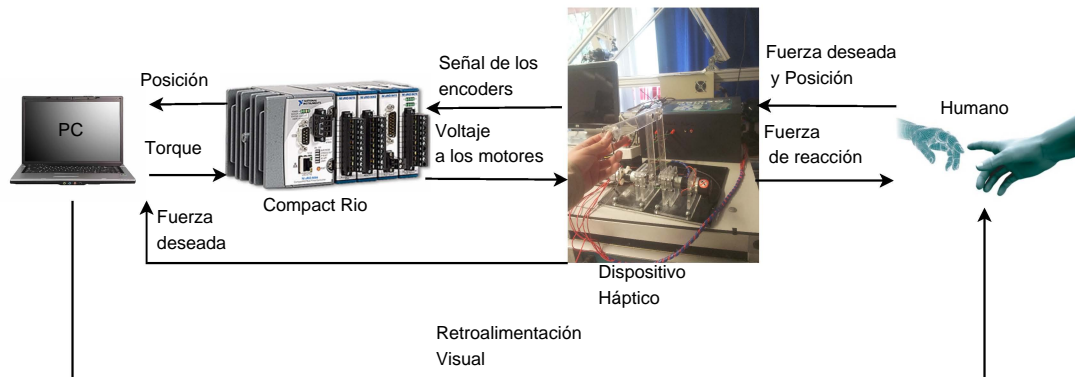 Posición
PC
Torque
Compact Rio
Señal de los
encoders
Voltaje
a los motores
Fuerza
deseada
Dispositivo
Háptico
Fuerza deseada
y Posición
Fuerza
de reacción
Humano
Retroalimentación
Visual